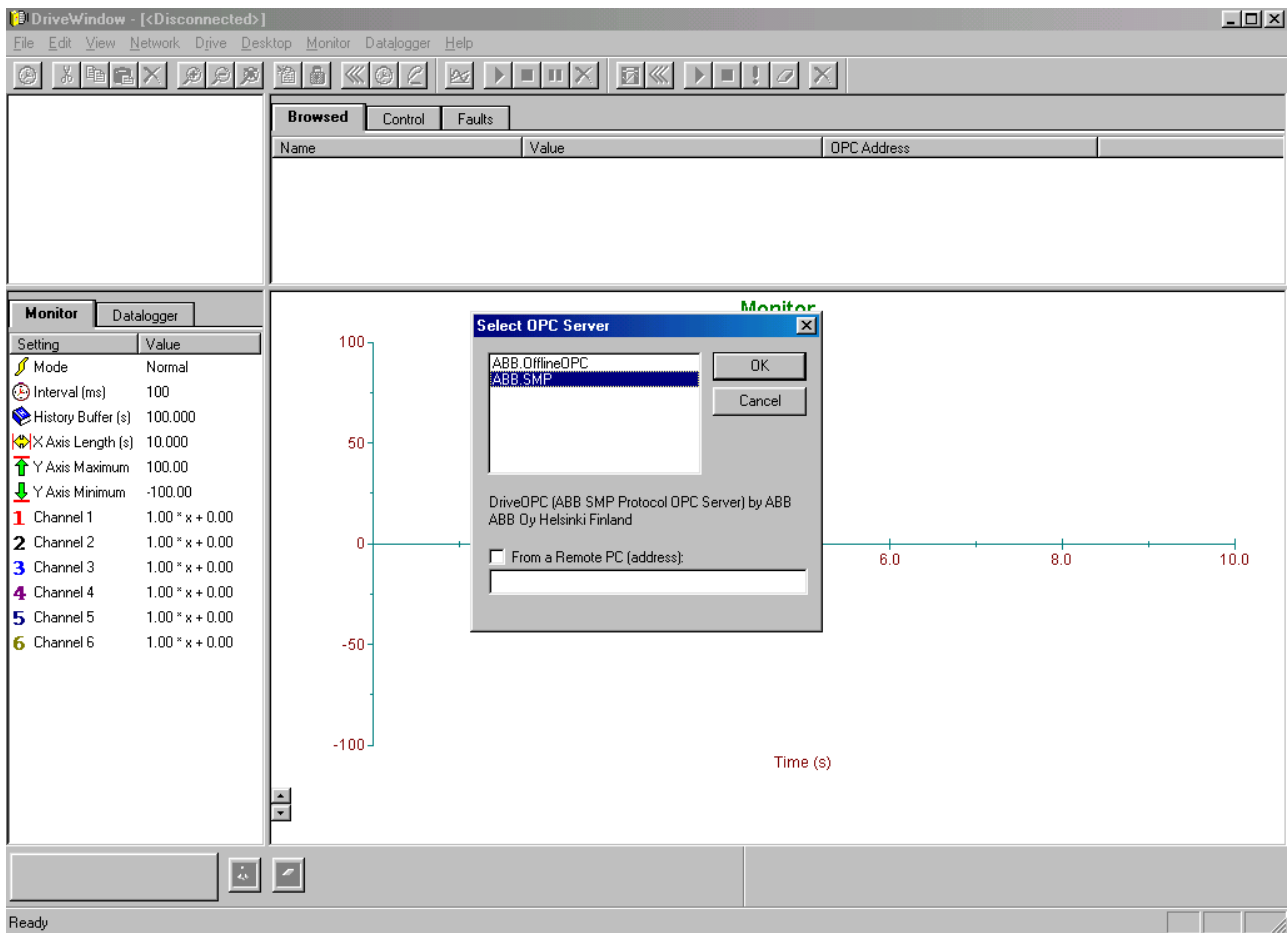 DriveWindow - [<Disconnected>]
File Edit View Network Drive Desktop Monitor Datalogger Help
Browsed Control Faults
Name Value OPC Address
Monitor Datalogger
Setting Value
Mode Normal
Interval (ms) 100
History Buffer (s) 100.000
X Axis Length (s) 10.000
Y Axis Maximum 100.00
Y Axis Minimum -100.00
1 Channel 1 1.00 * x + 0.00
2 Channel 2 1.00 * x + 0.00
3 Channel 3 1.00 * x + 0.00
4 Channel 4 1.00 * x + 0.00
5 Channel 5 1.00 * x + 0.00
6 Channel 6 1.00 * x + 0.00
Monitor
100
50
0
-50
-100
6.0 8.0 10.0
Time (s)
Select OPC Server
ABB.OfflineOPC
ABB.SMP
OK
Cancel
DriveOPC (ABB SMP Protocol OPC Server) by ABB
ABB Oy Helsinki Finland
From a Remote PC (address):
Ready